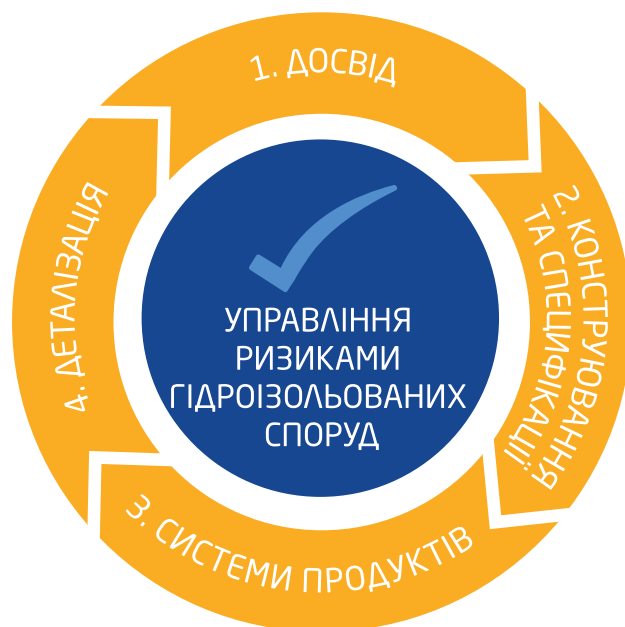 1. ДОСВІД
2. КОНСТРУЮВАННЯ
ТА СПЕЦИФІКАЦІЇ
3. СИСТЕМИ ПРОДУКТІВ
4. ДЕТАЛІЗАЦІЯ
УПРАВЛІННЯ
РИЗИКАМИ
ГІДРОІЗОЛЬОВАНИХ
СПОРУД